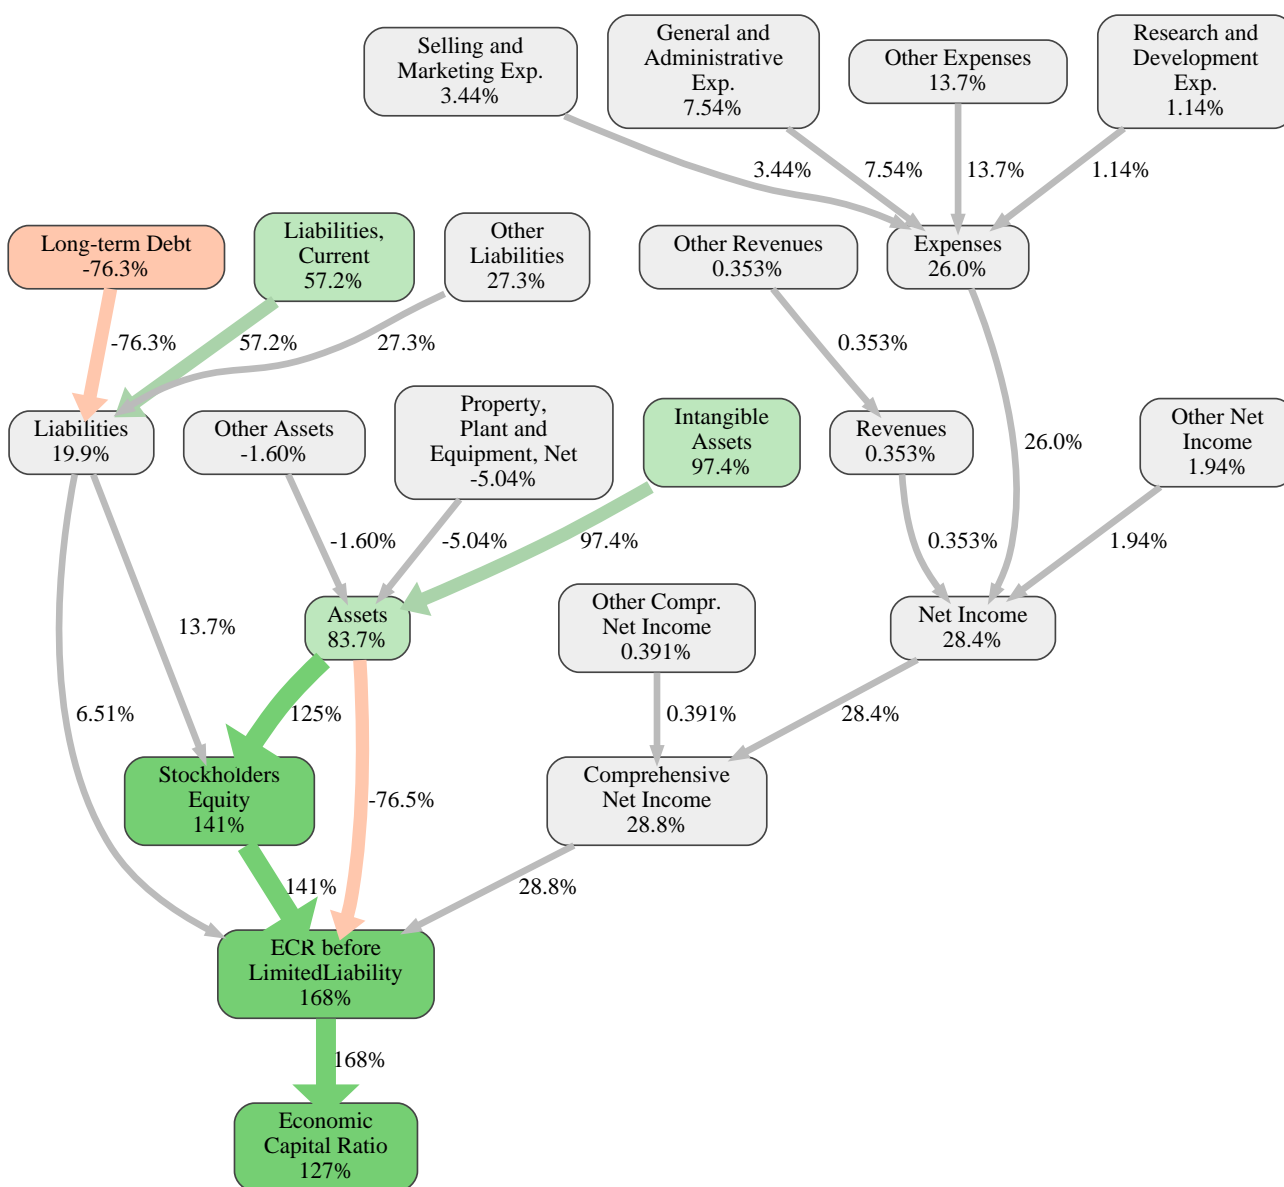 Selling and
Marketing Exp.
3.44%
General and
Administrative
Exp.
7.54%
Other Expenses
13.7%
Research and
Development
Exp.
1.14%
3.44%
7.54%
13.7%
1.14%
Long-term Debt
-76.3%
Liabilities,
Current
57.2%
Other
Liabilities
27.3%
Other Revenues
0.353%
Expenses
26.0%
-76.3%
57.2%
27.3%
0.353%
26.0%
Liabilities
19.9%
Other Assets
-1.60%
Property,
Plant and
Equipment, Net
-5.04%
Intangible
Assets
97.4%
Revenues
0.353%
Other Net
Income
1.94%
-1.60%
-5.04%
97.4%
0.353%
1.94%
13.7%
Assets
83.7%
Other Compr.
Net Income
0.391%
Net Income
28.4%
6.51%
125%
-76.5%
0.391%
28.4%
Stockholders
Equity
141%
Comprehensive
Net Income
28.8%
141%
28.8%
ECR before
LimitedLiability
168%
168%
Economic
Capital Ratio
127%